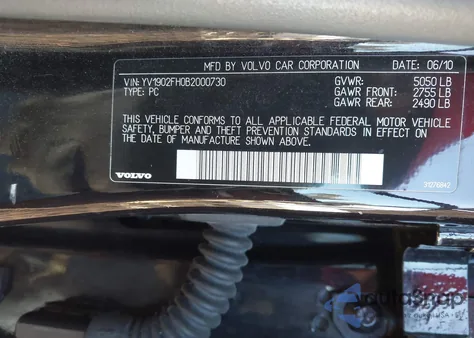 MFD BY VOLVO CAR CORPORATION DATE: 06/10
VIN: YV1902FH0B2000730 GVWR: 5050 LB
TYPE: PC GAWR FRONT: 2755 LB
GAWR REAR: 2490 LB
THIS VEHICLE CONFORMS TO ALL APPLICABLE FEDERAL MOTOR VEHICLE
SAFETY, BUMPER AND THEFT PREVENTION STANDARDS IN EFFECT ON
THE DATE OF MANUFACTURE SHOWN ABOVE.
VOLVO